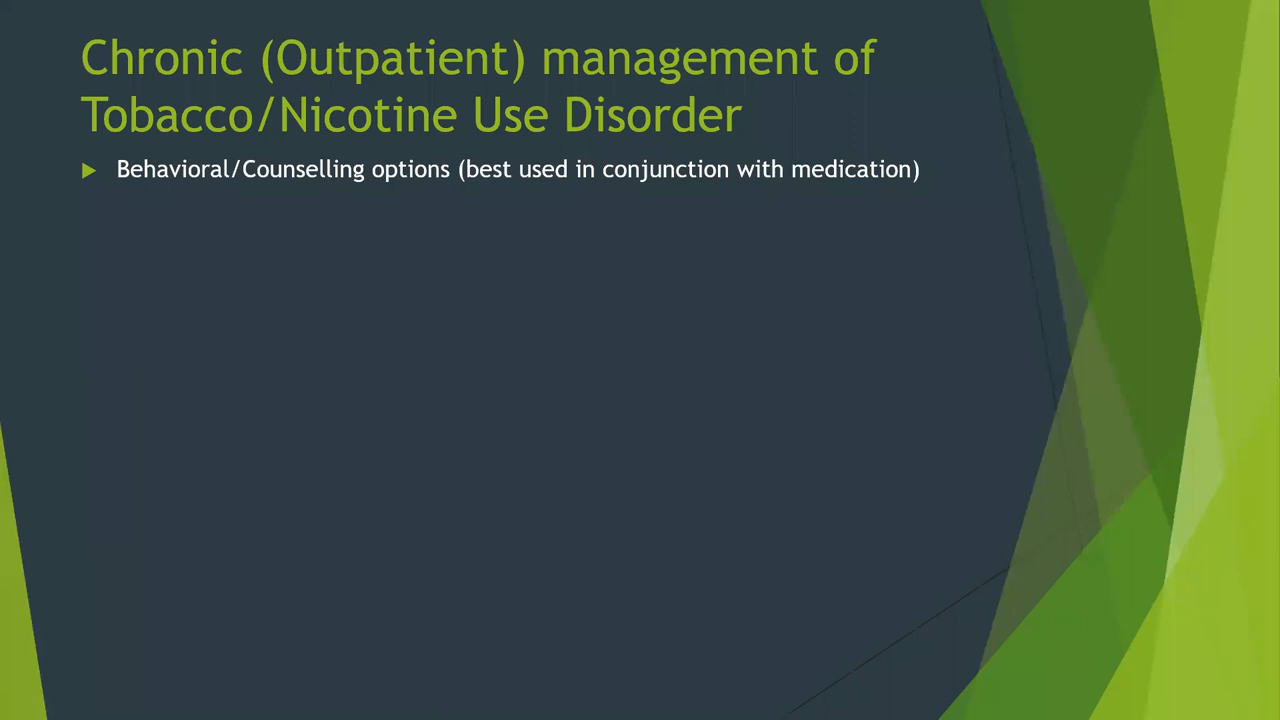 Chronic (Outpatient) management of
Tobacco/Nicotine Use Disorder
Behavioral/Counselling options (best used in conjunction with medication)